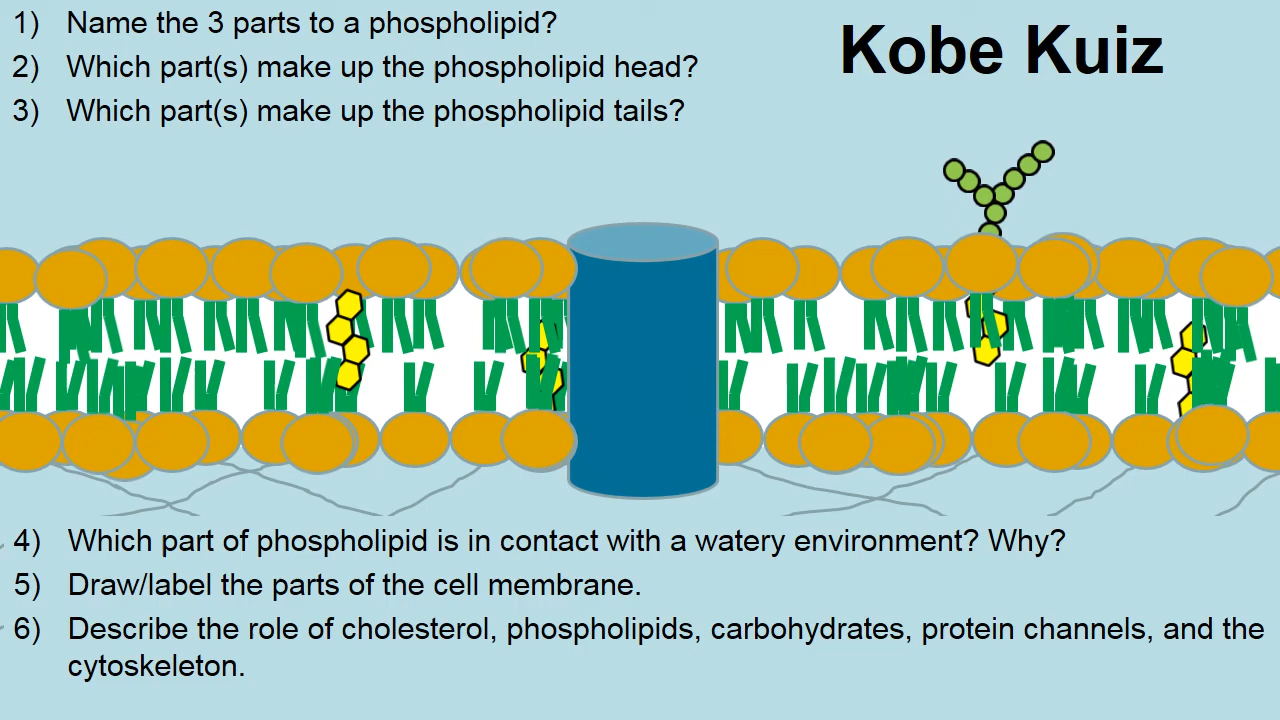 1) Name the 3 parts to a phospholipid?
Kobe Kuiz
2) Which part(s) make up the phospholipid head?
3) Which part(s) make up the phospholipid tails?
4) Which part of phospholipid is in contact with a watery environment? Why?
5) Draw/label the parts of the cell membrane.
6) Describe the role of cholesterol, phospholipids, carbohydrates, protein channels, and the
cytoskeleton.